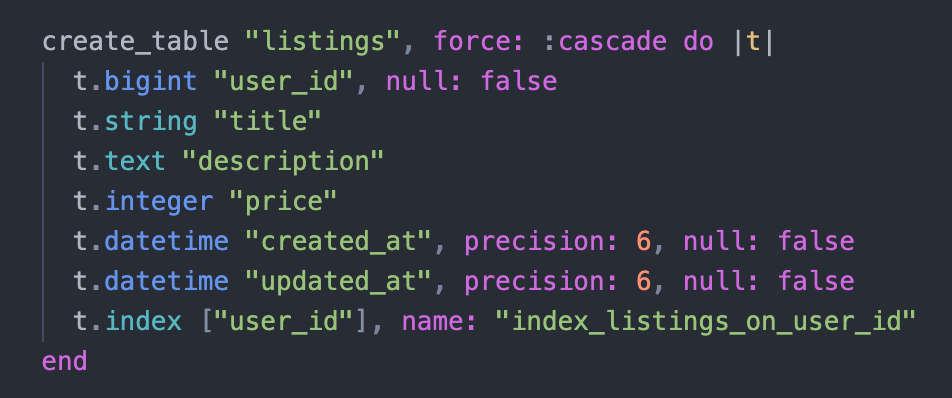 create_table "listings", force: :cascade do |t|
  t.bigint "user_id", null: false
  t.string "title"
  t.text "description"
  t.integer "price"
  t.datetime "created_at", precision: 6, null: false
  t.datetime "updated_at", precision: 6, null: false
  t.index ["user_id"], name: "index_listings_on_user_id"
end